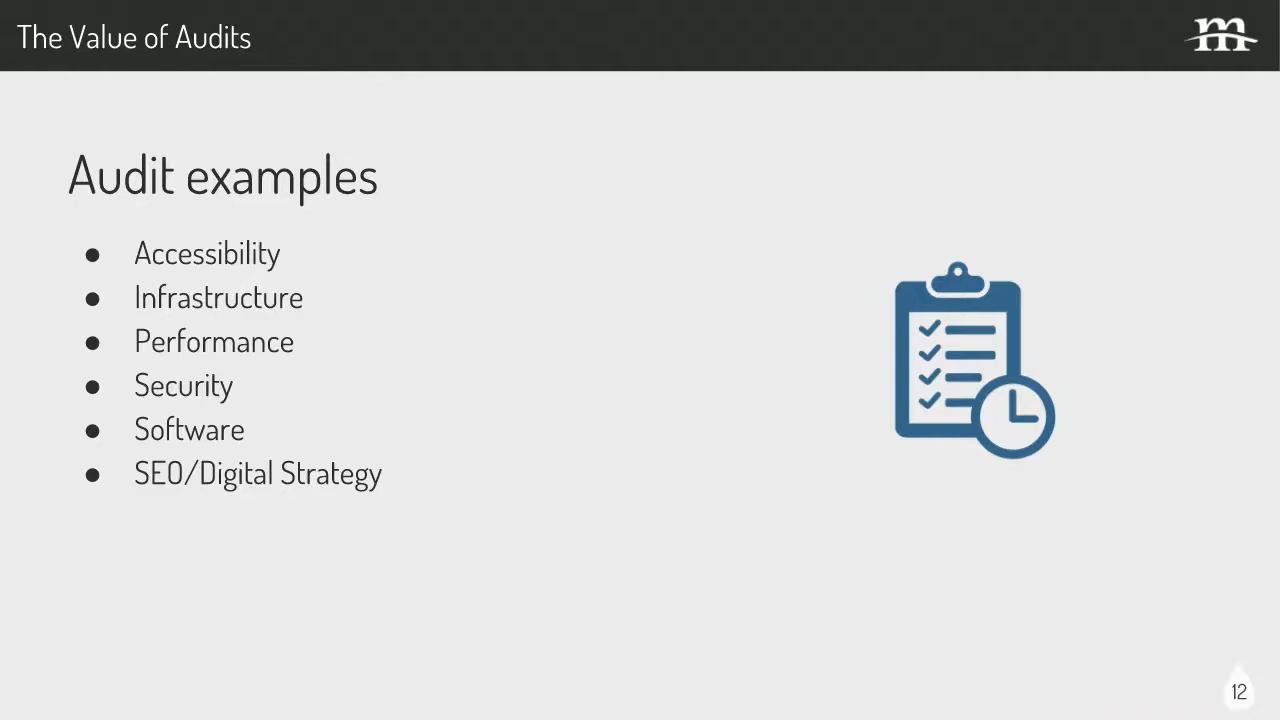 The Value of Audits
m
Audit examples
● Accessibility
● Infrastructure
● Performance
● Security
● Software
● SEO/Digital Strategy
12